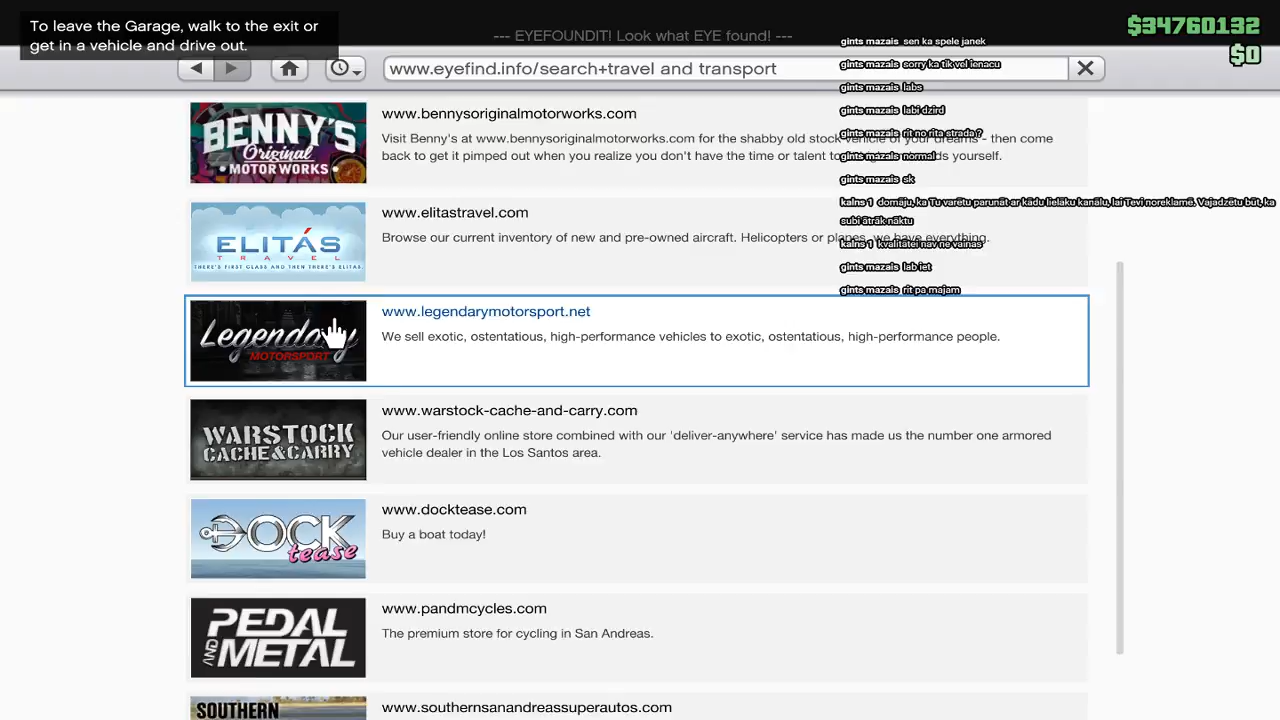 To leave the Garage, walk to the exit or
get in a vehicle and drive out.
--- EYEFOUNDIT! Look what EYE found! ---
$34760132
$0
www.eyefind.info/search+travel and transport
gints mazais sen ka spele janek
gints mazais sorry ka tik vel ienacu
gints mazais labs
gints mazais labi dzird
gints mazais rit no rita strada ?
gints mazais normal
gints mazais sk
kalns 1 domāju, ka Tu varētu parunāt ar kādu lielāku kanālu, lai Tevi noreklamē. Vajadzētu būt, ka
subi ātrāk nāktu
kalns 1 kvalitātei nav ne vainas
gints mazais lab iet
gints mazais rit pa majam
BENNY'S
Original
MOTOR WORKS
www.bennysoriginalmotorworks.com
Visit Benny's at www.bennysoriginalmotorworks.com for the shabby old stock-vehicle of your dreams - then come
back to get it pimped out when you realize you don't have the time or talent to
yourself.
ELITÁS
TRAVEL
THERE'S FIRST CLASS AND THEN THERE'S ELITAS
www.elitastravel.com
Browse our current inventory of new and pre-owned aircraft. Helicopters or planes, we have everything.
Legendary
MOTORSPORT
www.legendarymotorsport.net
We sell exotic, ostentatious, high-performance vehicles to exotic, ostentatious, high-performance people.
WARSTOCK
CACHE&CARRY
www.warstock-cache-and-carry.com
Our user-friendly online store combined with our 'deliver-anywhere' service has made us the number one armored
vehicle dealer in the Los Santos area.
DOCK
tease
www.docktease.com
Buy a boat today!
PEDAL
AND METAL
www.pandmcycles.com
The premium store for cycling in San Andreas.
SOUTHERN
www.southernsanandreassuperautos.com